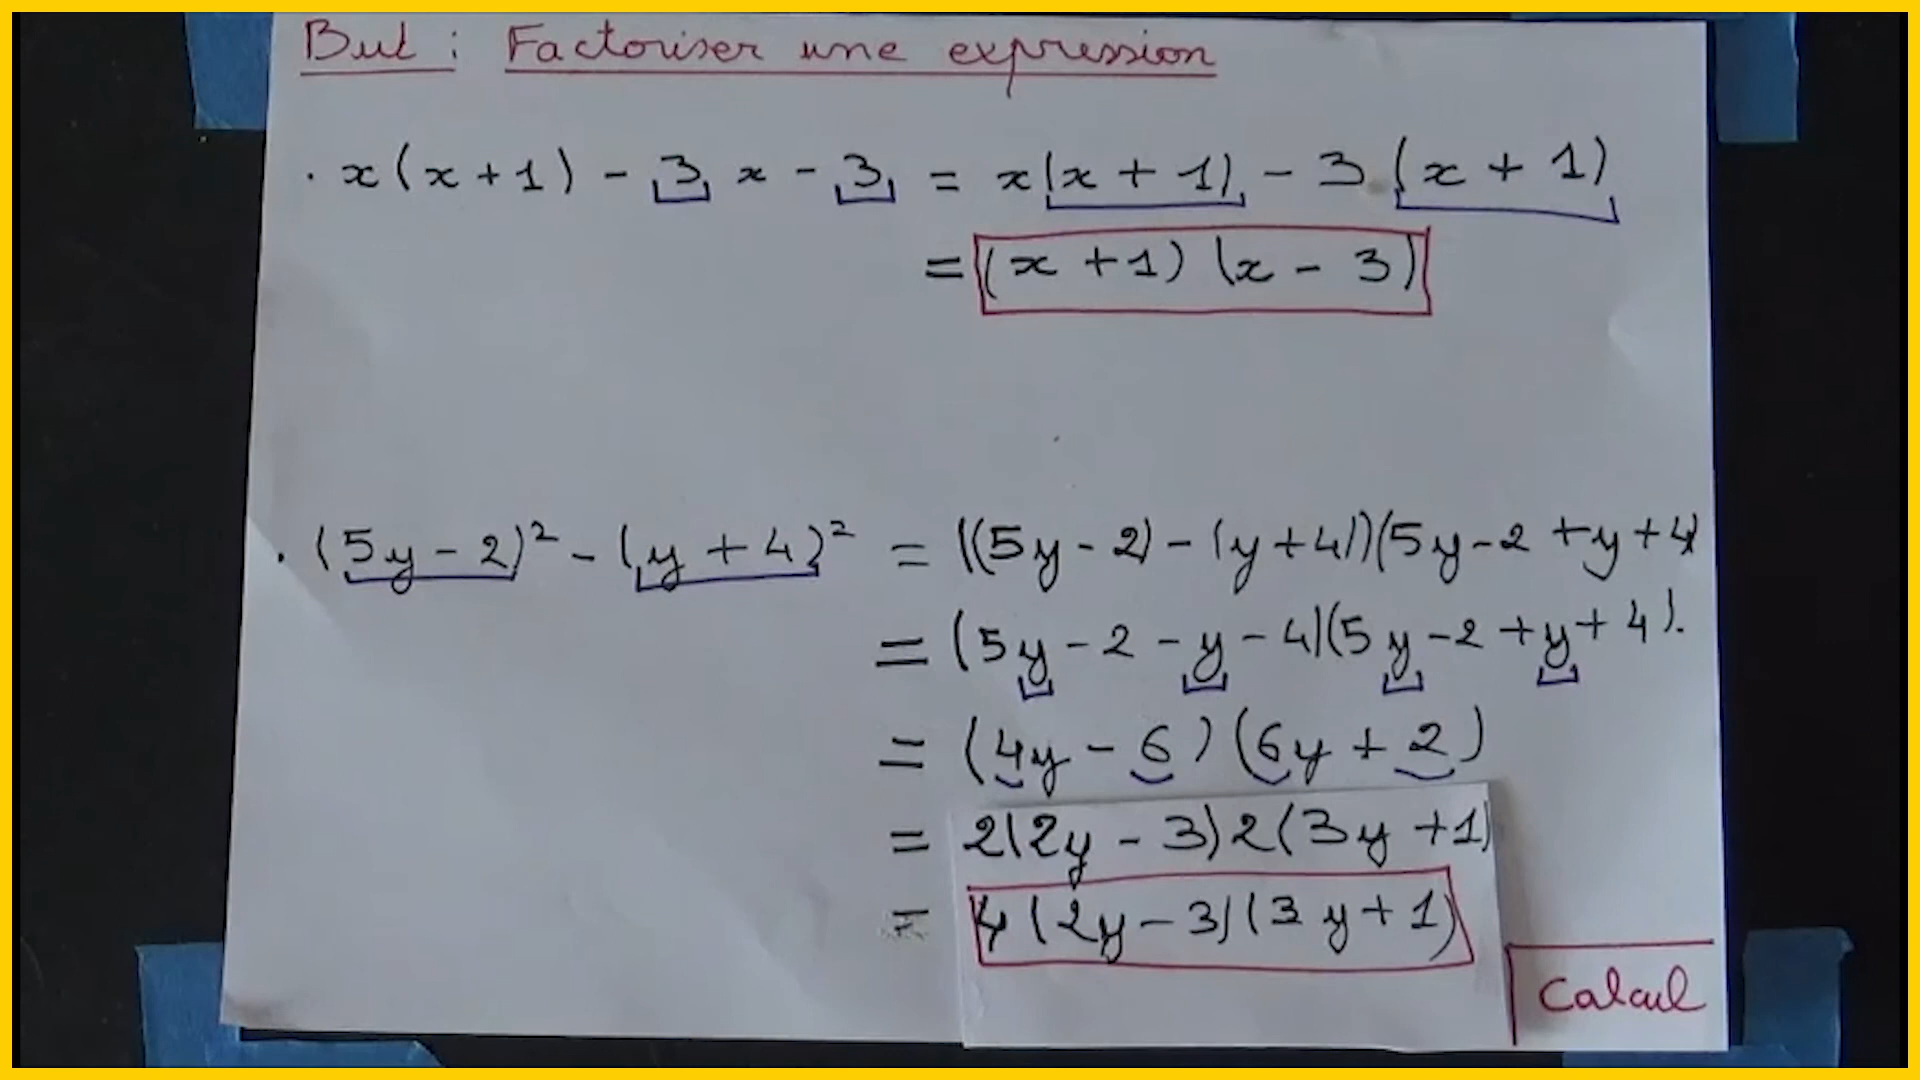 But : Factoriser une expression
. x(x+1) - 3 x - 3 = x(x + 1) - 3 (x + 1)
= (x + 1) (x - 3)
. (5y - 2)² - (y + 4)² = ((5y - 2) - (y + 4))(5y - 2 + y + 4)
= (5y - 2 - y - 4)(5y - 2 + y + 4).
= (4y - 6) (6y + 2)
= 2(2y - 3)2(3y + 1)
= 4(2y - 3)(3y + 1)
Calcul